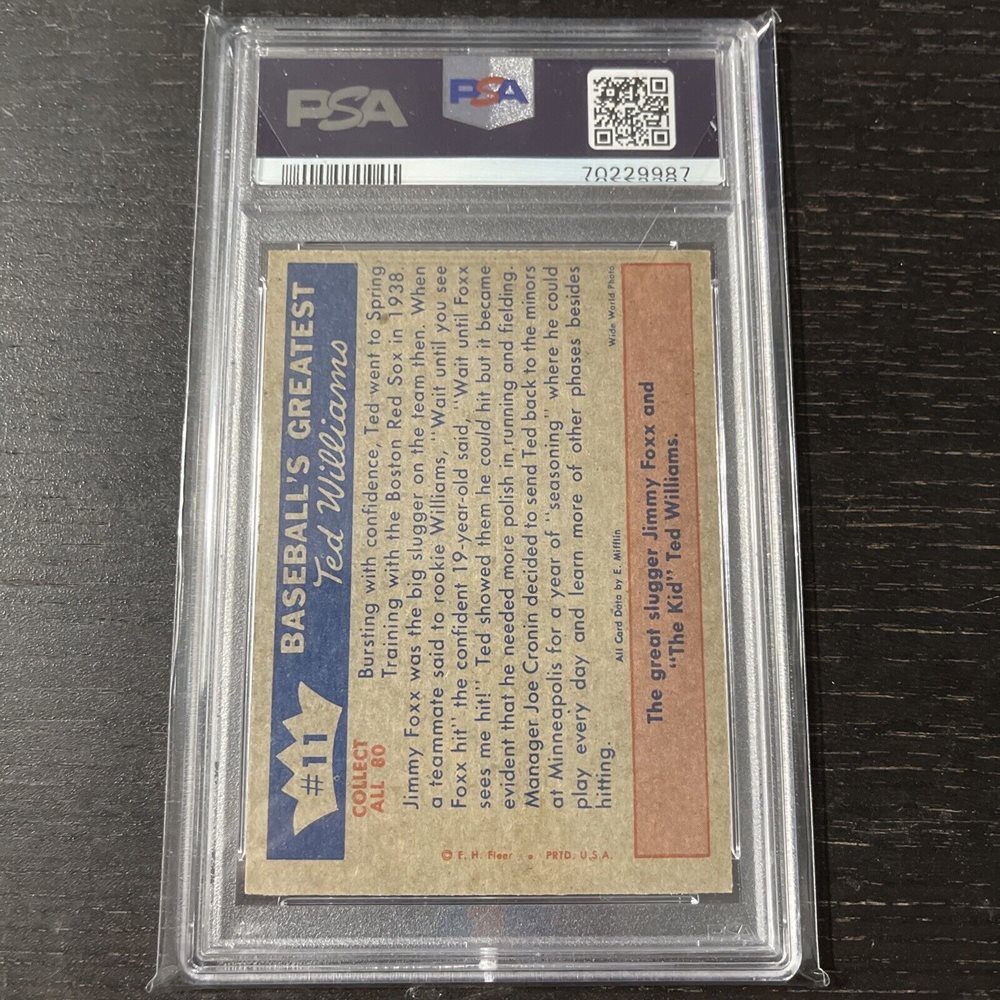 PSA
PSA
70229987
#11
BASEBALL'S GREATEST
Ted Williams
COLLECT
ALL 80
Bursting with confidence, Ted went to Spring
Training with the Boston Red Sox in 1938.
Jimmy Foxx was the big slugger on the team then. When
a teammate said to rookie Williams, "Wait until you see
Foxx hit" the confident 19-year-old said, "Wait until Foxx
sees me hit!" Ted showed them he could hit but it became
evident that he needed more polish in running and fielding.
Manager Joe Cronin decided to send Ted back to the minors
at Minneapolis for a year of "seasoning" where he could
play every day and learn more of other phases besides
hitting.
All Card Data by E. Mifflin
Wide World Photo
© F. H. Fleer • PRTD. U.S.A.
The great slugger Jimmy Foxx and
"The Kid" Ted Williams.